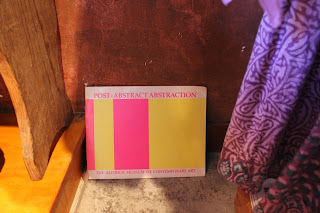 POST-ABSTRACT ABSTRACTION
THE ALDRICH MUSEUM OF CONTEMPORARY ART